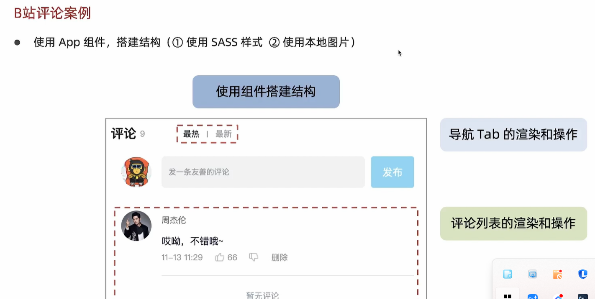 B站评论案例
● 使用 App 组件，搭建结构（① 使用 SASS 样式 ② 使用本地图片）
使用组件搭建结构
评论 9 最热 | 最新
导航 Tab 的渲染和操作
发一条友善的评论 发布
周杰伦
评论列表的渲染和操作
哎呦，不错哦~
11-13 11:29 66 删除
暂无评论